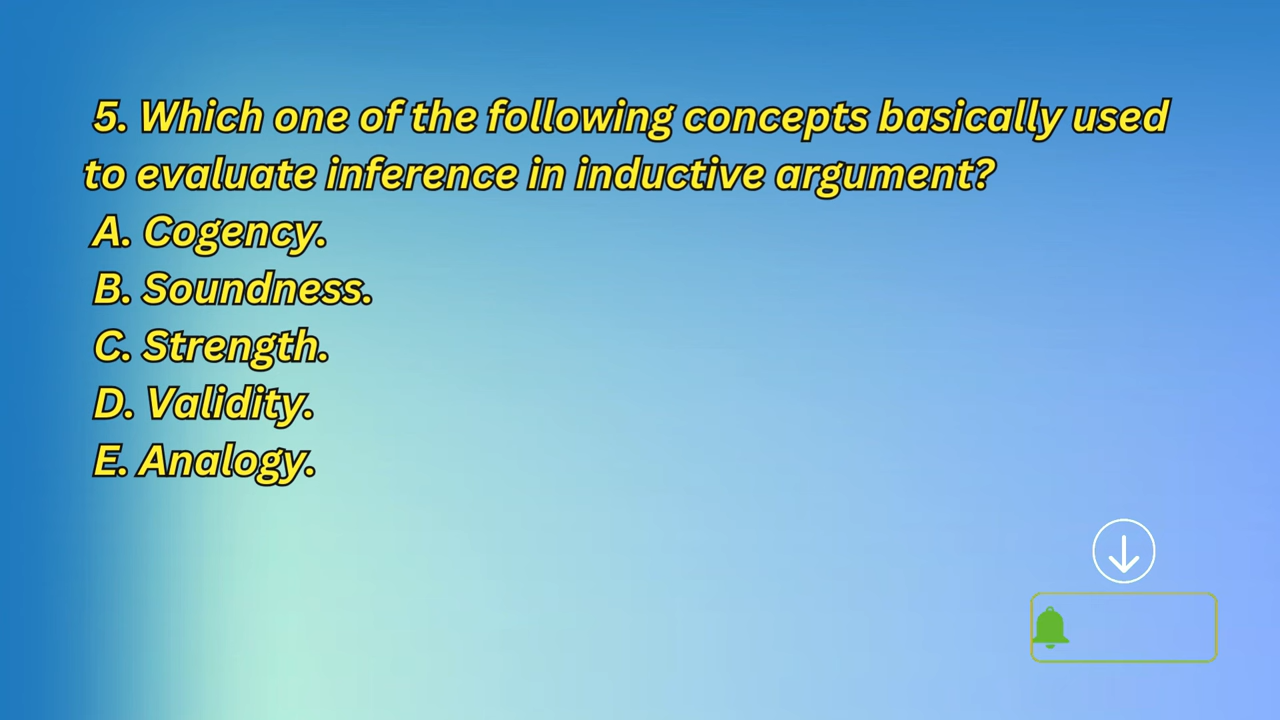 5. Which one of the following concepts basically used
to evaluate inference in inductive argument?
A. Cogency.
B. Soundness.
C. Strength.
D. Validity.
E. Analogy.